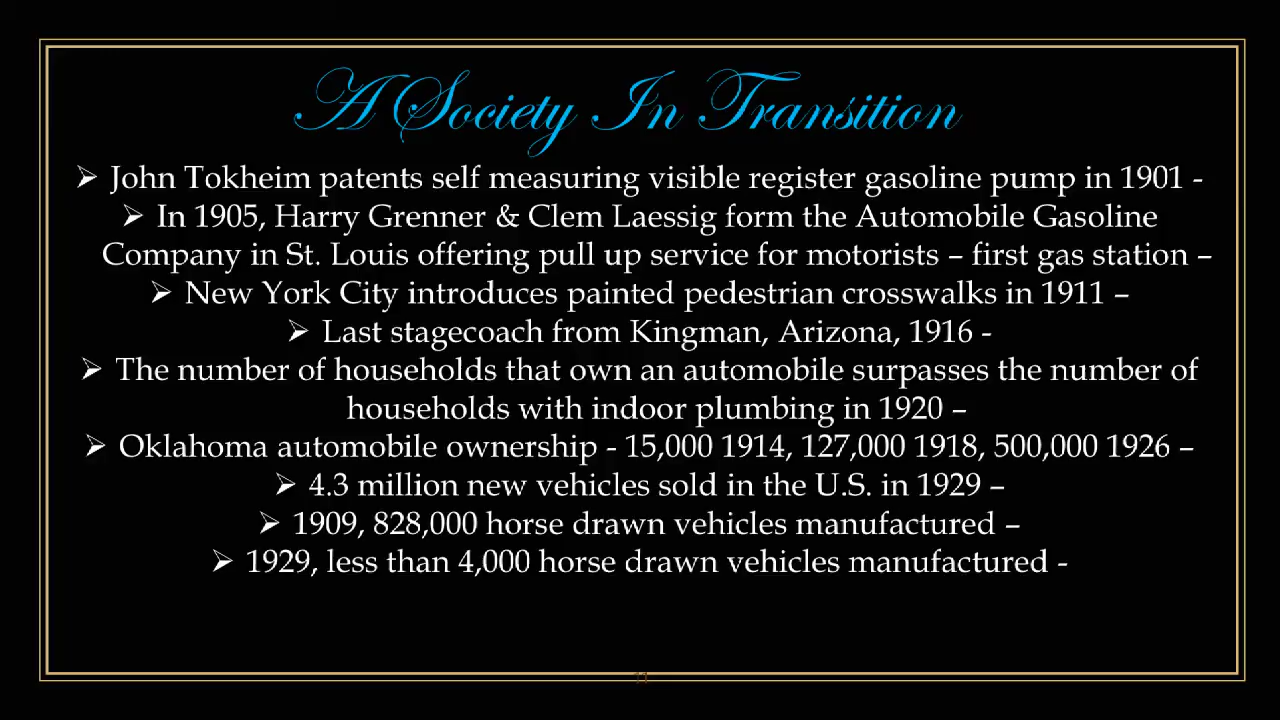 A Society In Transition
➢ John Tokheim patents self measuring visible register gasoline pump in 1901 -
➢ In 1905, Harry Grenner & Clem Laessig form the Automobile Gasoline
Company in St. Louis offering pull up service for motorists – first gas station –
➢ New York City introduces painted pedestrian crosswalks in 1911 –
➢ Last stagecoach from Kingman, Arizona, 1916 -
➢ The number of households that own an automobile surpasses the number of
households with indoor plumbing in 1920 –
➢ Oklahoma automobile ownership - 15,000 1914, 127,000 1918, 500,000 1926 –
➢ 4.3 million new vehicles sold in the U.S. in 1929 –
➢ 1909, 828,000 horse drawn vehicles manufactured –
➢ 1929, less than 4,000 horse drawn vehicles manufactured -
11